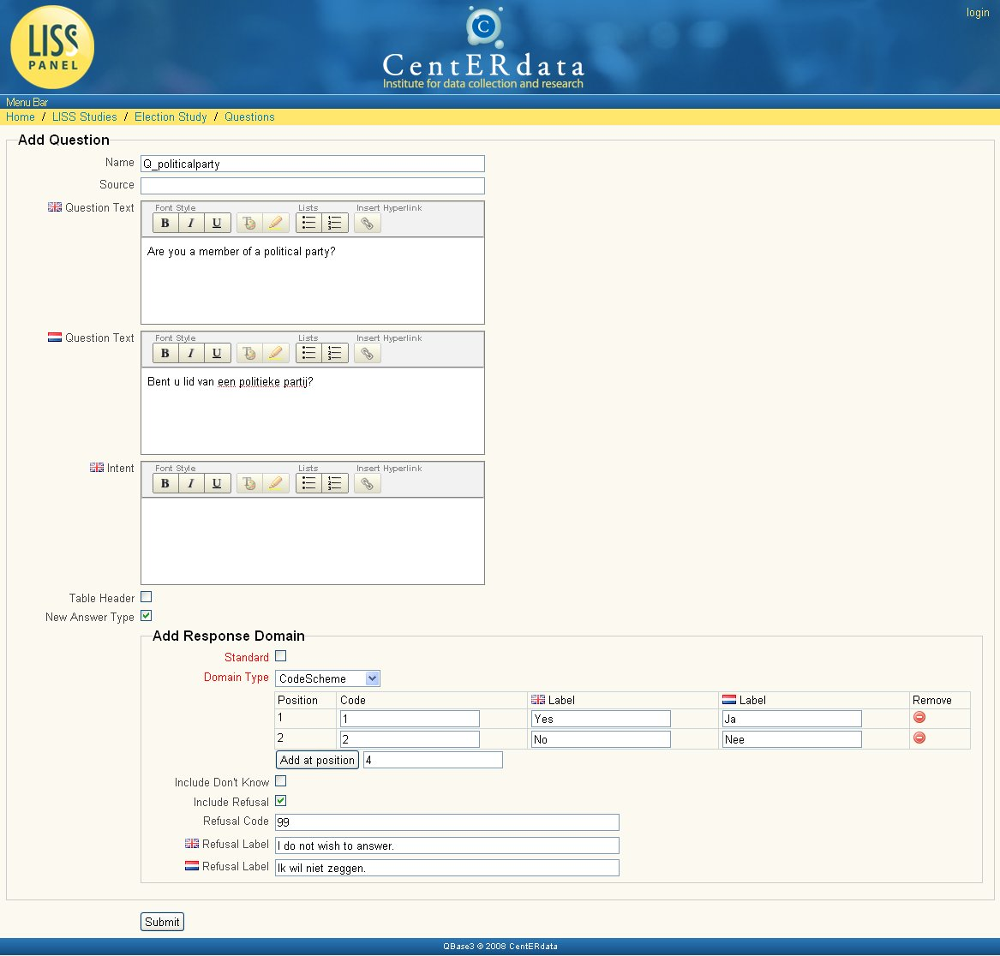 LISS
PANEL
login
C
CentERdata
Institute for data collection and research
Menu Bar
Home / LISS Studies / Election Study / Questions
Add Question
Name Q_politicalparty
Source
Question Text Font Style Lists Insert Hyperlink
B I U
Are you a member of a political party?
Question Text Font Style Lists Insert Hyperlink
B I U
Bent u lid van een politieke partij?
Intent Font Style Lists Insert Hyperlink
B I U
Table Header
New Answer Type
Add Response Domain
Standard
Domain Type CodeScheme
Position Code Label Label Remove
1 1 Yes Ja
2 2 No Nee
Add at position 4
Include Don't Know
Include Refusal
Refusal Code 99
Refusal Label I do not wish to answer.
Refusal Label Ik wil niet zeggen.
Submit
QBase3 © 2008 CentERdata